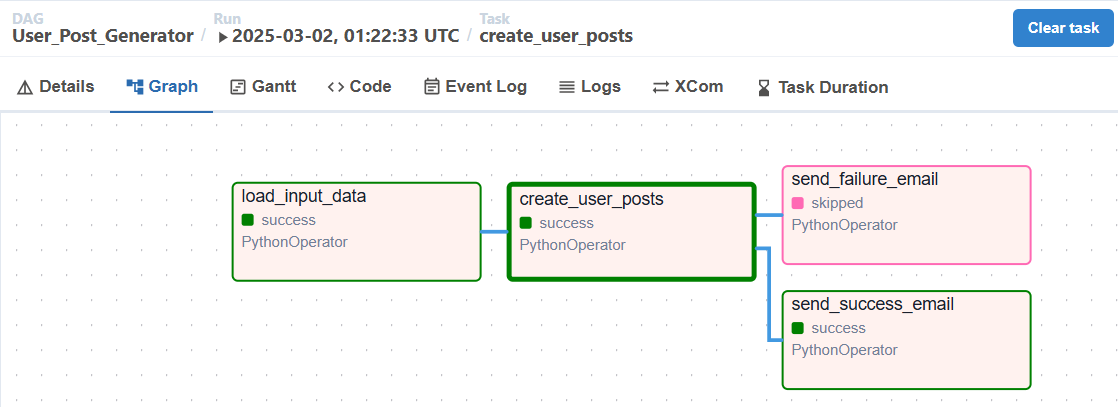 DAG Run Task
User_Post_Generator / 2025-03-02, 01:22:33 UTC / create_user_posts
Clear task
Details Graph Gantt Code Event Log Logs XCom Task Duration
load_input_data
success
PythonOperator
create_user_posts
success
PythonOperator
send_failure_email
skipped
PythonOperator
send_success_email
success
PythonOperator